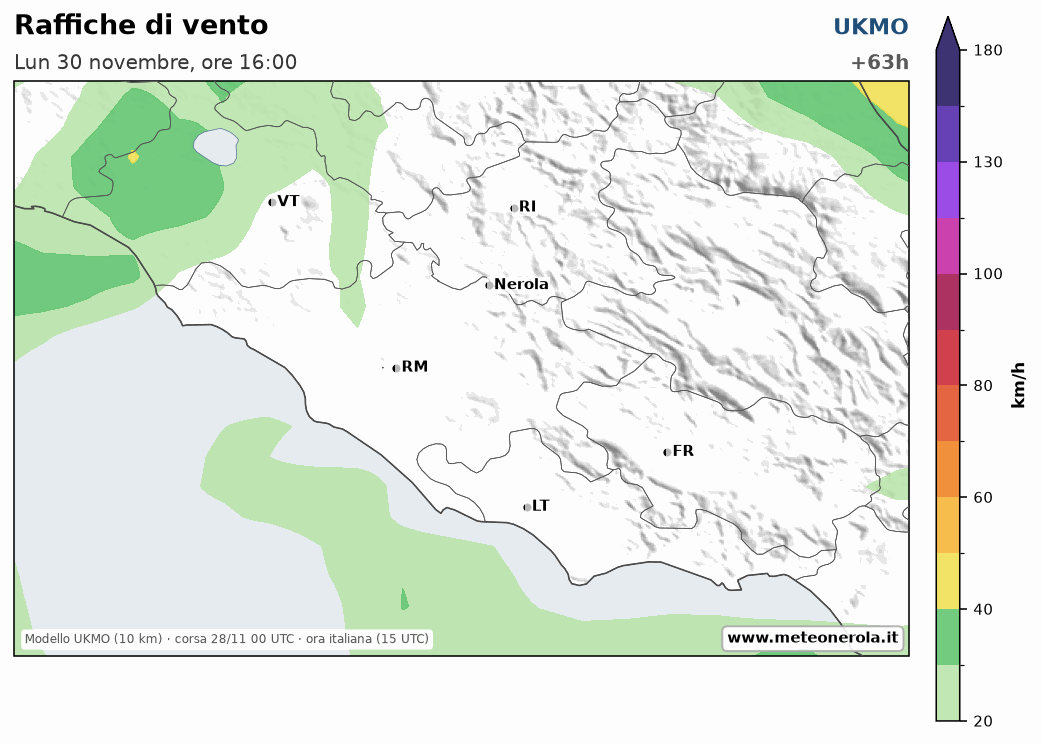 Raffiche di vento
UKMO
Lun 30 novembre, ore 16:00
+63h
180
130
100
80
60
40
20
km/h
VT
RI
Nerola
RM
FR
LT
Modello UKMO (10 km) · corsa 28/11 00 UTC · ora italiana (15 UTC)
www.meteonerola.it